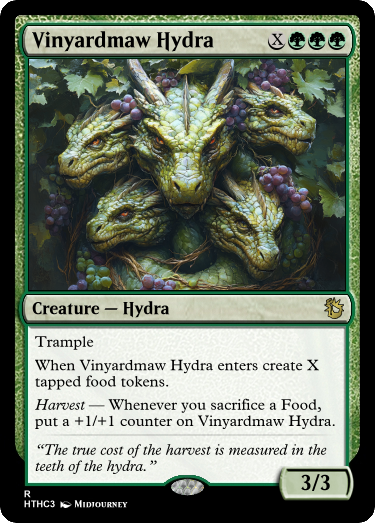 Vinyardmaw Hydra X
Creature — Hydra
Trample
When Vinyardmaw Hydra enters create X
tapped food tokens.
Harvest — Whenever you sacrifice a Food,
put a +1/+1 counter on Vinyardmaw Hydra.
“The true cost of the harvest is measured in the
teeth of the hydra.”
3/3
R
HTHC3 Midjourney